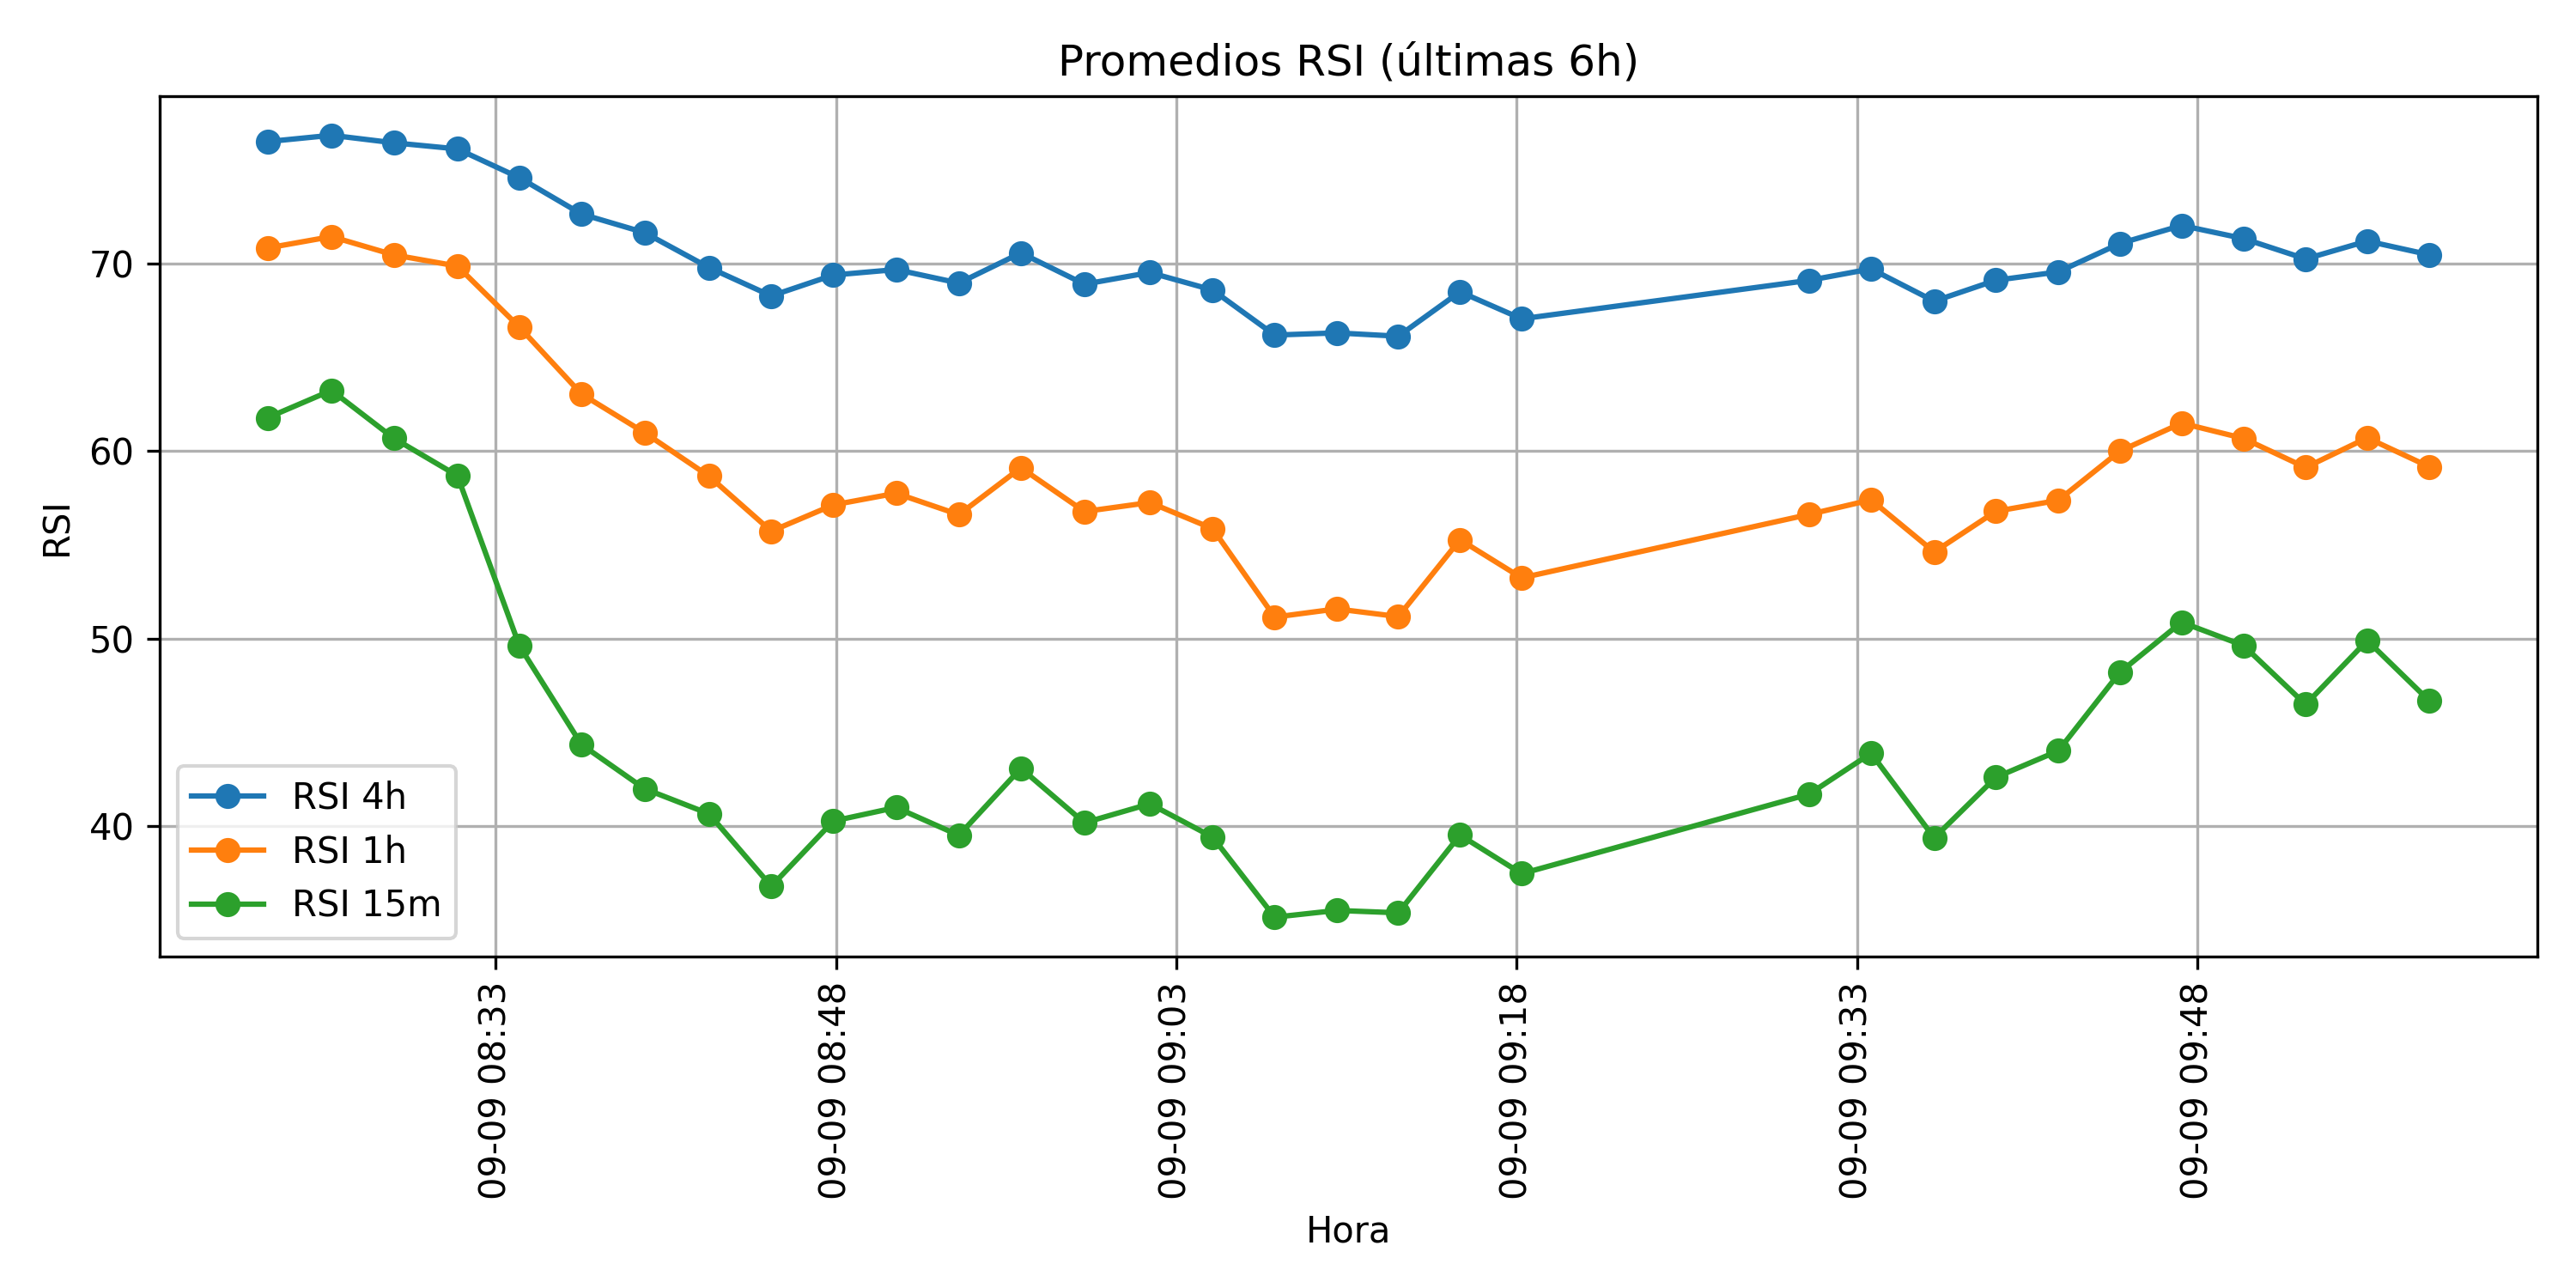 Promedios RSI (últimas 6h)
RSI
70
60
50
40
RSI 4h
RSI 1h
RSI 15m
09-09 08:33
09-09 08:48
09-09 09:03
09-09 09:18
09-09 09:33
09-09 09:48
Hora